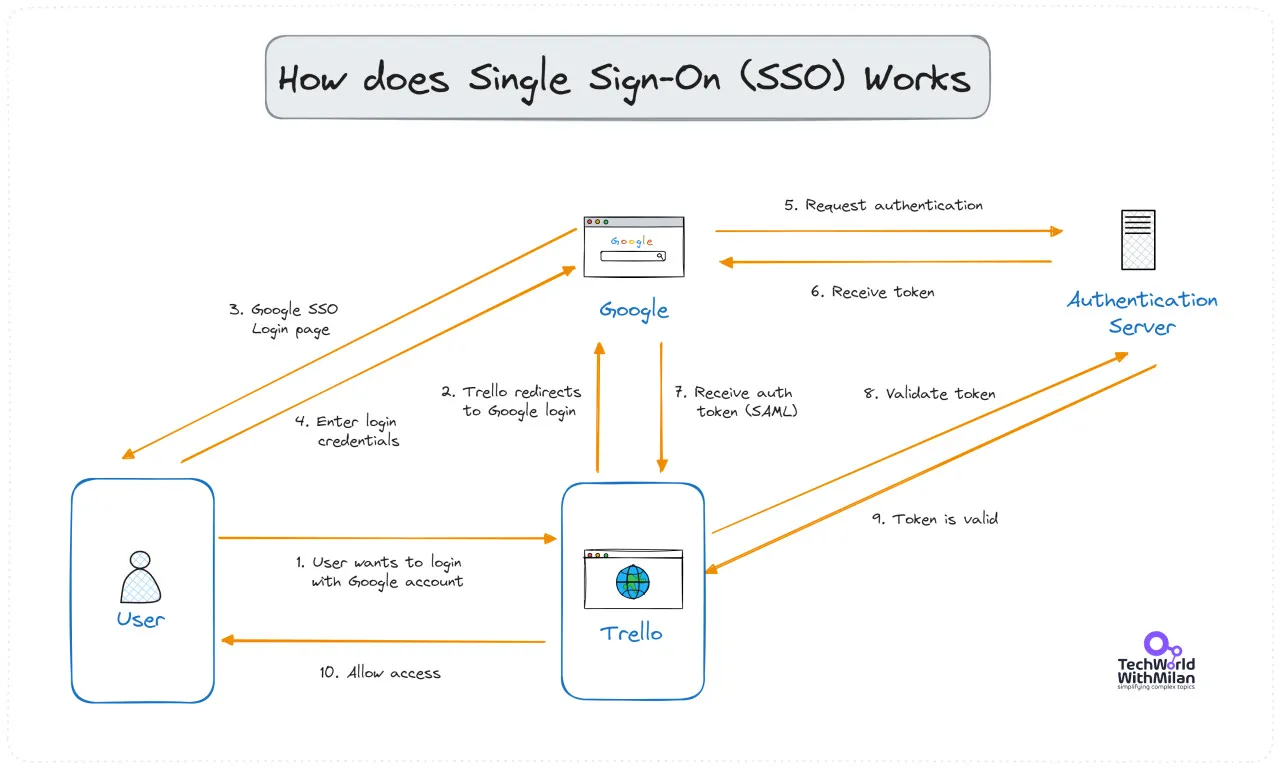 How does Single Sign-On (SSO) Works
5. Request authentication
Google
6. Receive token
Google
Authentication
Server
3. Google SSO
Login page
2. Trello redirects
to Google login
7. Receive auth
token (SAML)
8. Validate token
4. Enter login
credentials
9. Token is valid
1. User wants to login
with Google account
User
Trello
10. Allow access
TechWorld
WithMilan
simplifying complex topics